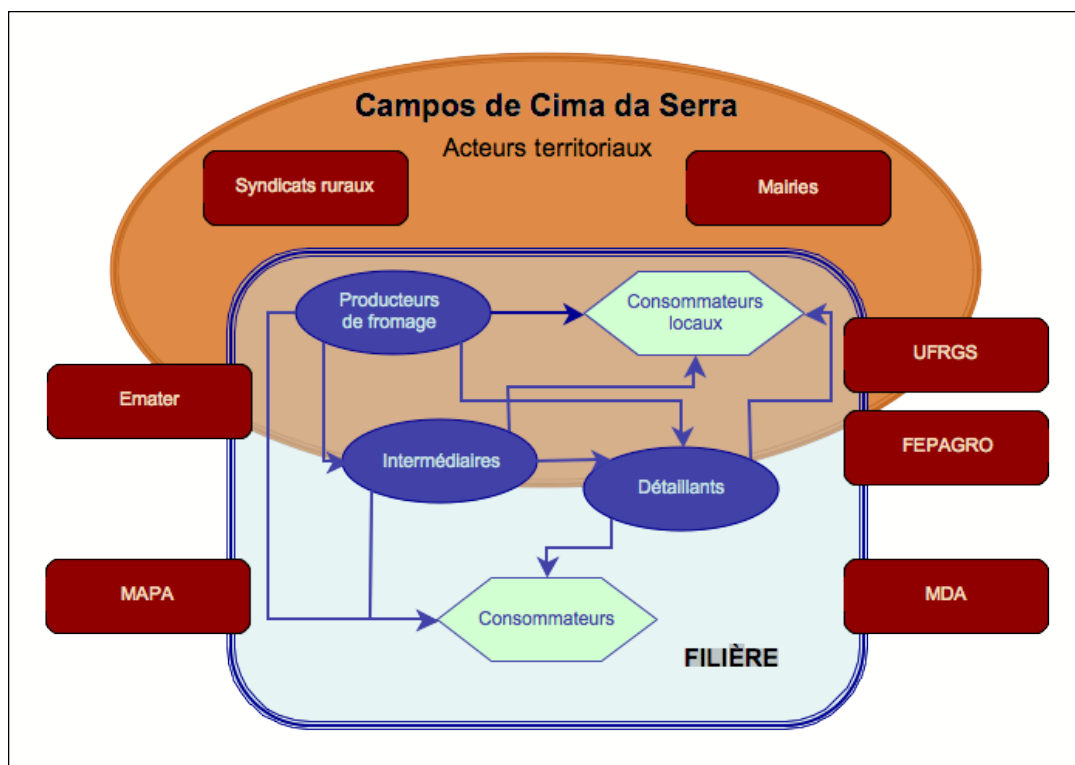 Campos de Cima da Serra
Acteurs territoriaux
Syndicats ruraux
Mairies
Producteurs
de fromage
Consommateurs
locaux
UFRGS
Emater
FEPAGRO
Intermédiaires
Détaillants
MAPA
MDA
Consommateurs
FILIÈRE